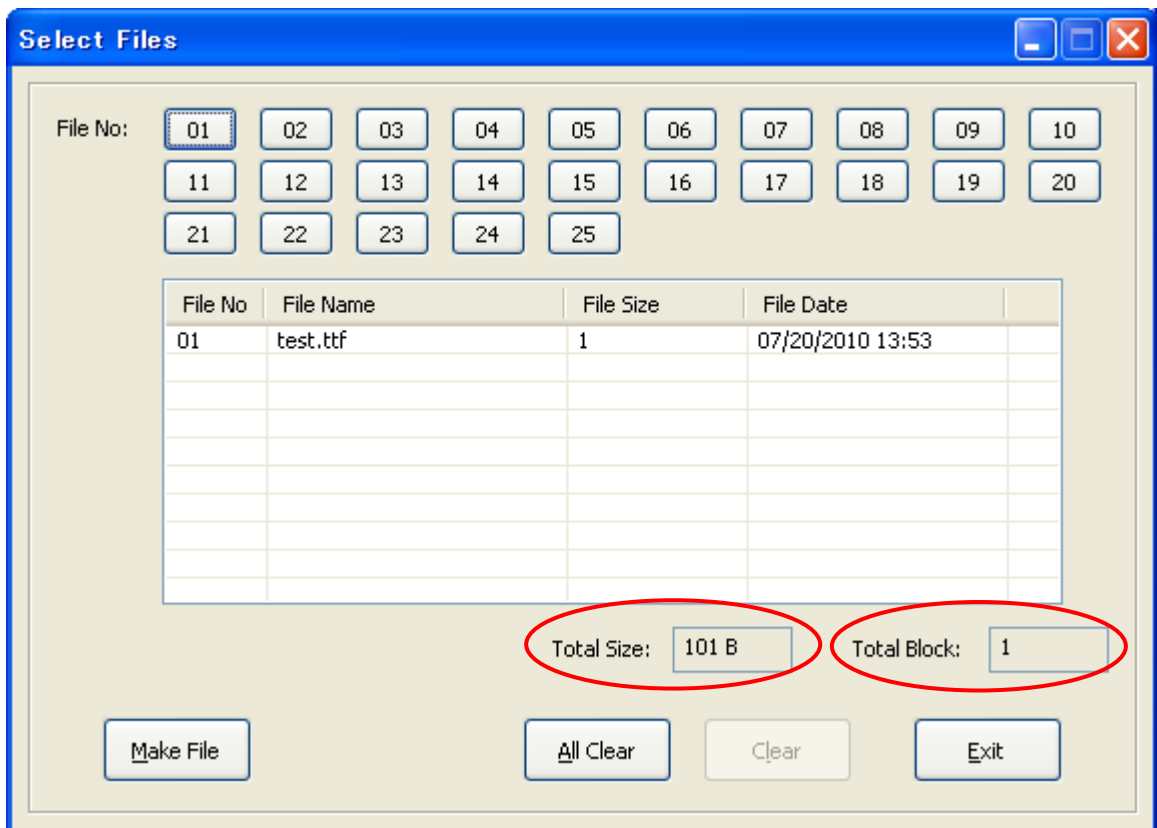 Select Files
File No: 01 02 03 04 05 06 07 08 09 10
11 12 13 14 15 16 17 18 19 20
21 22 23 24 25
File No File Name File Size File Date
01 test.ttf 1 07/20/2010 13:53
Total Size: 101 B Total Block: 1
Make File All Clear Clear Exit